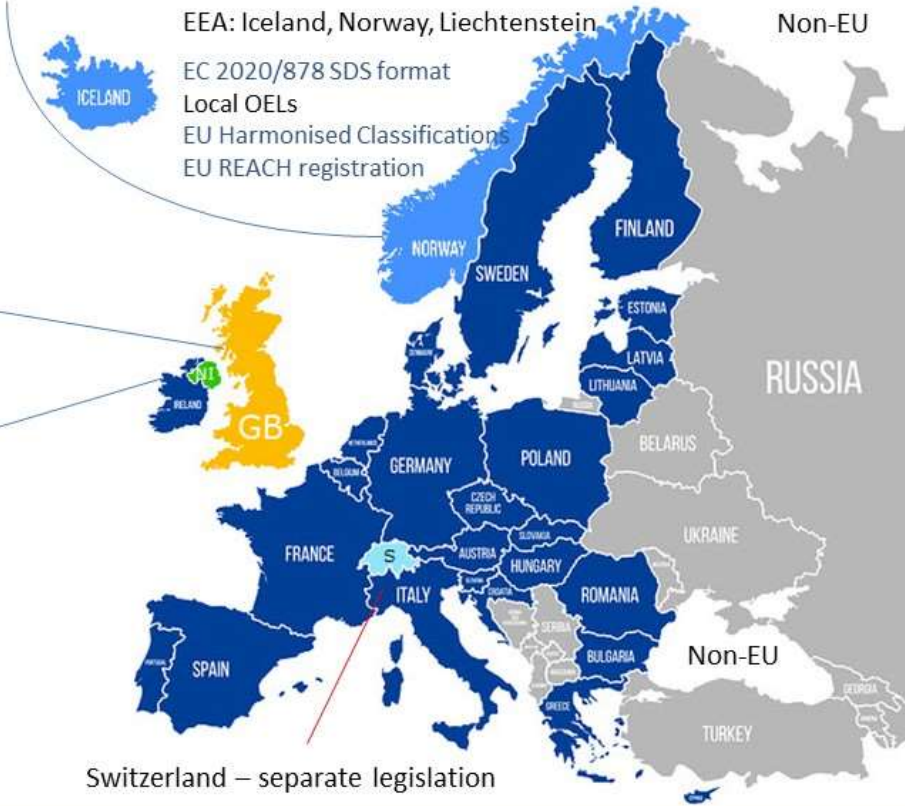 EEA: Iceland, Norway, Liechtenstein
Non-EU
EC 2020/878 SDS format
Local OELs
EU Harmonised Classifications
EU REACH registration
ICELAND
NORWAY
SWEDEN
FINLAND
ESTONIA
LATVIA
LITHUANIA
RUSSIA
DENMARK
RUSSIA
NI
IRELAND
GB
NETHERLANDS
BELGIUM
GERMANY
POLAND
BELARUS
CZECH
REPUBLIC
SLOVAKIA
UKRAINE
FRANCE
S
AUSTRIA
HUNGARY
ITALY
CROATIA
ROMANIA
SERBIA
BULGARIA
Non-EU
PORTUGAL
SPAIN
GREECE
GEORGIA
TURKEY
Switzerland – separate legislation